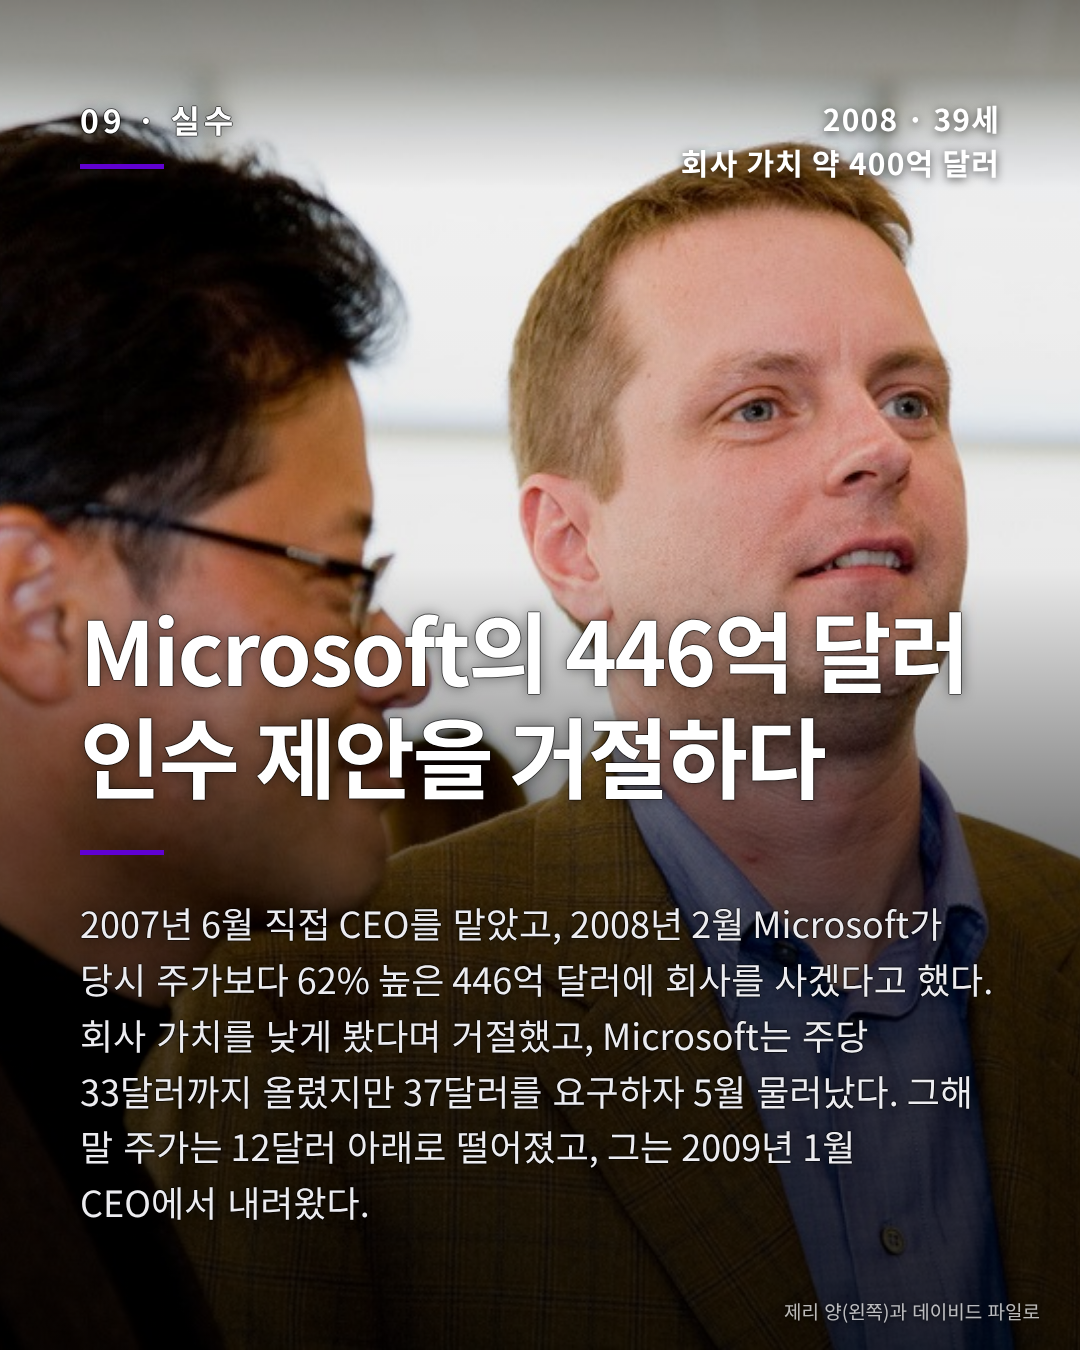 09 · 실수
2008 · 39세
회사 가치 약 400억 달러
Microsoft의 446억 달러
인수 제안을 거절하다
2007년 6월 직접 CEO를 맡았고, 2008년 2월 Microsoft가
당시 주가보다 62% 높은 446억 달러에 회사를 사겠다고 했다.
회사 가치를 낮게 봤다며 거절했고, Microsoft는 주당
33달러까지 올렸지만 37달러를 요구하자 5월 물러났다. 그해
말 주가는 12달러 아래로 떨어졌고, 그는 2009년 1월
CEO에서 내려왔다.
제리 양(왼쪽)과 데이비드 파일로